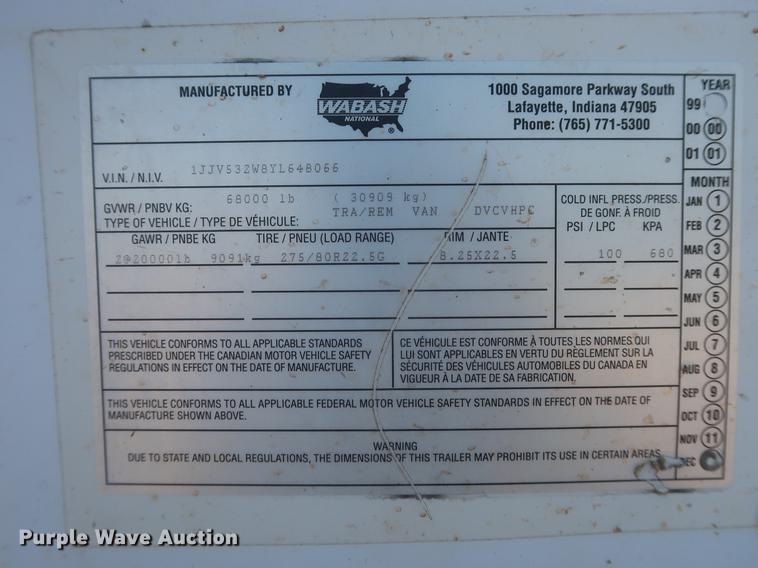 MANUFACTURED BY
WABASH
NATIONAL
®
1000 Sagamore Parkway South
Lafayette, Indiana 47905
Phone: (765) 771-5300
V.I.N. / N.I.V. 1JJV532W8YL648066
GVWR / PNBV KG: 68000 lb ( 30909 kg)
TYPE OF VEHICLE / TYPE DE VÉHICULE: TRA/REM VAN DVCVHPC
GAWR / PNBE KG TIRE / PNEU (LOAD RANGE) RIM / JANTE
2@20000lb 9091kg 275/80R22.5G 8.25X22.5
COLD INFL PRESS./PRESS.
DE GONF. À FROID
PSI / LPC KPA
100 680
THIS VEHICLE CONFORMS TO ALL APPLICABLE STANDARDS
PRESCRIBED UNDER THE CANADIAN MOTOR VEHICLE SAFETY
REGULATIONS IN EFFECT ON THE DATE OF MANUFACTURE.
CE VÉHICULE EST CONFORME À TOUTES LES NORMES QUI
LUI SONT APPLICABLES EN VERTU DU RÈGLEMENT SUR LA
SÉCURITÉ DES VÉHICULES AUTOMOBILES DU CANADA EN
VIGUEUR À LA DATE DE SA FABRICATION.
THIS VEHICLE CONFORMS TO ALL APPLICABLE FEDERAL MOTOR VEHICLE SAFETY STANDARDS IN EFFECT ON THE DATE OF
MANUFACTURE SHOWN ABOVE.
WARNING
DUE TO STATE AND LOCAL REGULATIONS, THE DIMENSIONS OF THIS TRAILER MAY PROHIBIT ITS USE IN CERTAIN AREAS
YEAR
99
00 00
01 01
MONTH
JAN 1
FEB 2
MAR 3
APR 4
MAY 5
JUN 6
JUL 7
AUG 8
SEP 9
OCT 10
NOV 11
Purple Wave Auction